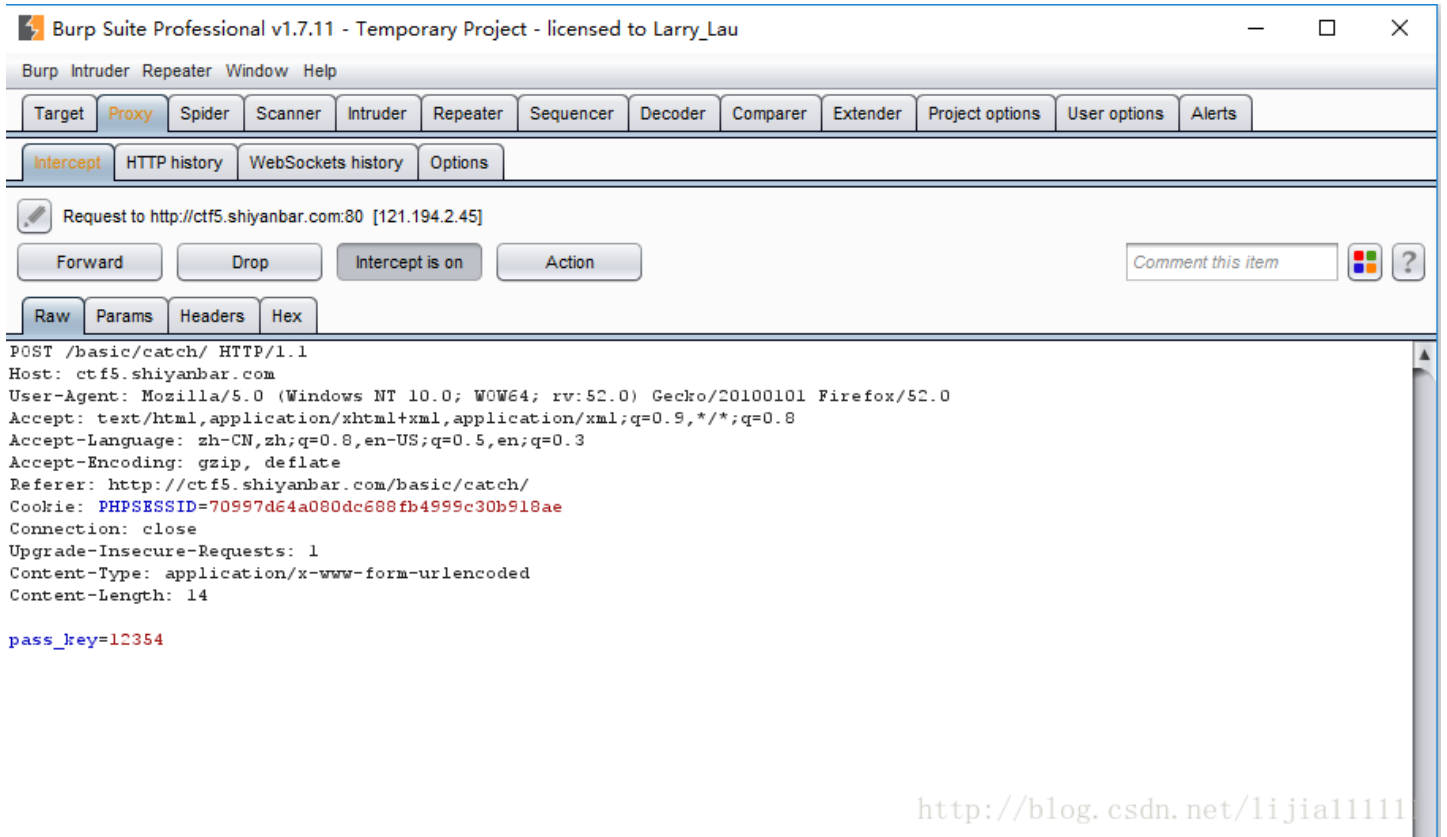 Burp Suite Professional v1.7.11 - Temporary Project - licensed to Larry_Lau
Burp Intruder Repeater Window Help
Target Proxy Spider Scanner Intruder Repeater Sequencer Decoder Comparer Extender Project options User options Alerts
Intercept HTTP history WebSockets history Options
Request to http://ctf5.shiyanbar.com:80 [121.194.2.45]
Forward Drop Intercept is on Action Comment this item ?
Raw Params Headers Hex
POST /basic/catch/ HTTP/1.1
Host: ctf5.shiyanbar.com
User-Agent: Mozilla/5.0 (Windows NT 10.0; WOW64; rv:52.0) Gecko/20100101 Firefox/52.0
Accept: text/html,application/xhtml+xml,application/xml;q=0.9,*/*;q=0.8
Accept-Language: zh-CN,zh;q=0.8,en-US;q=0.5,en;q=0.3
Accept-Encoding: gzip, deflate
Referer: http://ctf5.shiyanbar.com/basic/catch/
Cookie: PHPSESSID=70997d64a080dc688fb4999c30b918ae
Connection: close
Upgrade-Insecure-Requests: 1
Content-Type: application/x-www-form-urlencoded
Content-Length: 14
pass_key=12354
http://blog.csdn.net/lijia11111